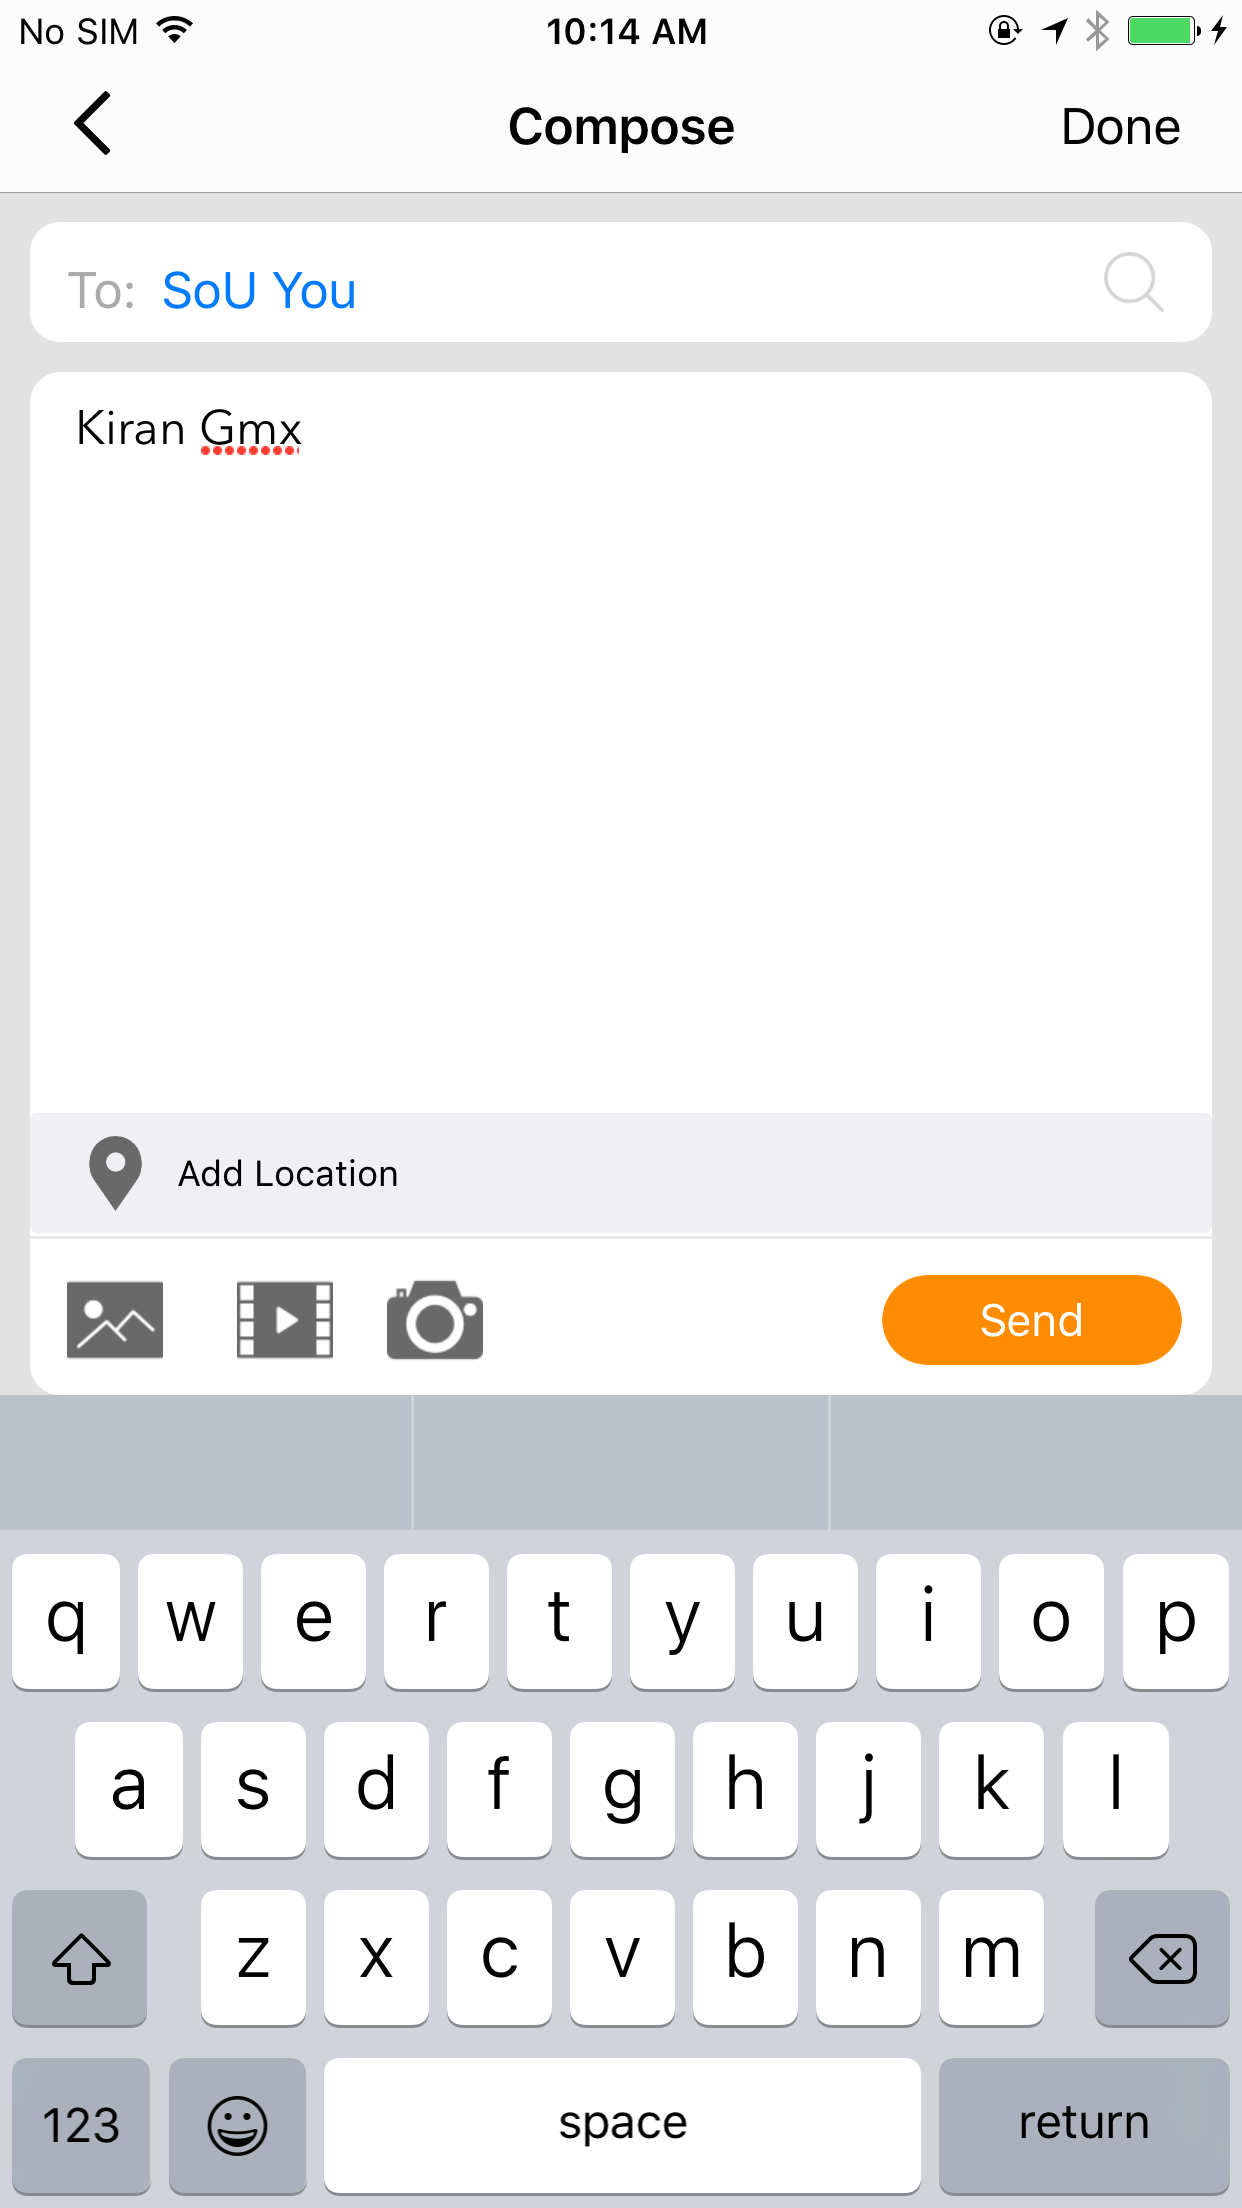 No SIM 10:14 AM
Compose Done
To: SoU You
Kiran Gmx
Add Location
Send
q w e r t y u i o p
a s d f g h j k l
z x c v b n m
123 space return